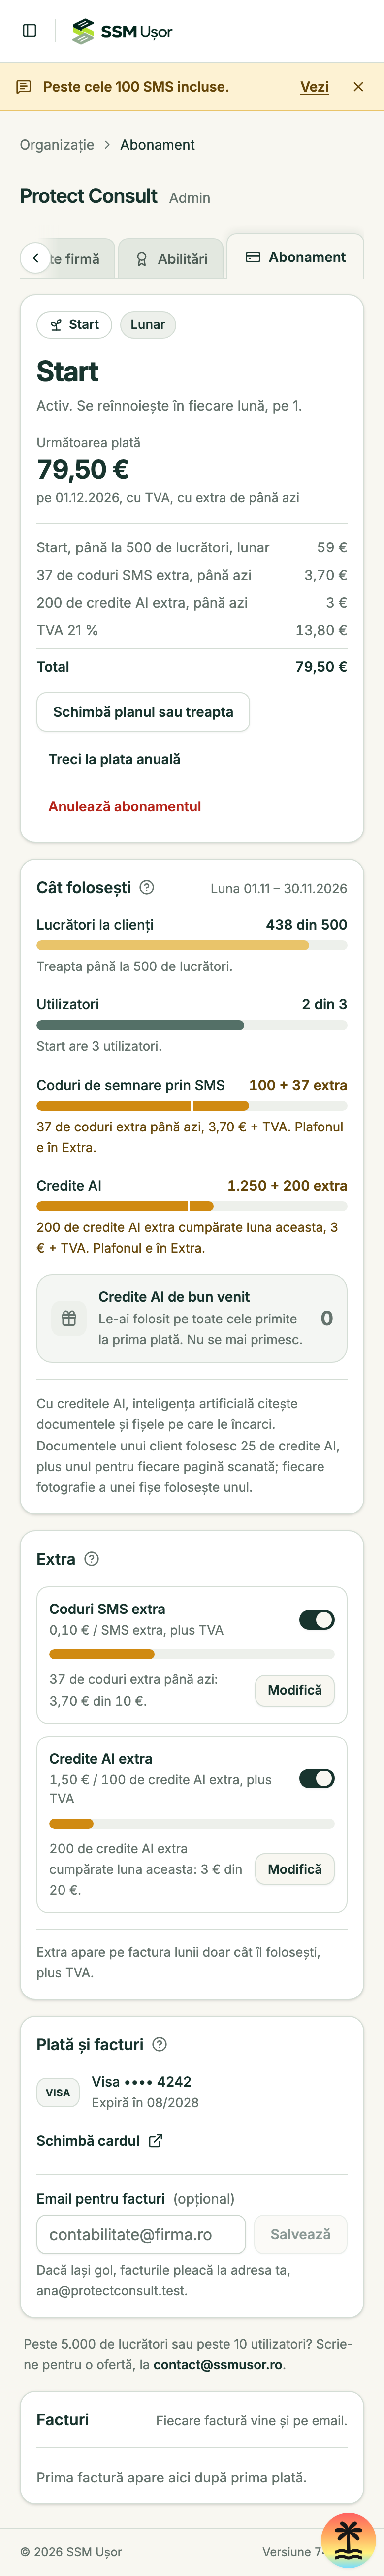 SSM Ușor
Peste cele 100 SMS incluse. Vezi
Organizație > Abonament
Protect Consult Admin
firmă Abilități Abonament
Start Lunar
Start
Activ. Se reînnoiește în fiecare lună, pe 1.
Următoarea plată
79,50 €
pe 01.12.2026, cu TVA, cu extra de până azi
Start, până la 500 de lucrători, lunar 59 €
37 de coduri SMS extra, până azi 3,70 €
200 de credite AI extra, până azi 3 €
TVA 21 % 13,80 €
Total 79,50 €
Schimbă planul sau treapta
Treci la plata anuală
Anulează abonamentul
Cât folosești Luna 01.11 – 30.11.2026
Lucrători la clienți 438 din 500
Treapta până la 500 de lucrători.
Utilizatori 2 din 3
Start are 3 utilizatori.
Coduri de semnare prin SMS 100 + 37 extra
37 de coduri extra până azi, 3,70 € + TVA. Plafonul
e în Extra.
Credite AI 1.250 + 200 extra
200 de credite AI extra cumpărate luna aceasta, 3
€ + TVA. Plafonul e în Extra.
Credite AI de bun venit
Le-ai folosit pe toate cele primite
la prima plată. Nu se mai primesc.
0
Cu creditele AI, inteligența artificială citește
documentele și fișele pe care le încarci.
Documentele unui client folosesc 25 de credite AI,
plus unul pentru fiecare pagină scanată; fiecare
fotografie a unei fișe folosește unul.
Extra
Coduri SMS extra
0,10 € / SMS extra, plus TVA
37 de coduri extra până azi:
3,70 € din 10 €.
Modifică
Credite AI extra
1,50 € / 100 de credite AI extra, plus
TVA
200 de credite AI extra
cumpărate luna aceasta: 3 € din
20 €.
Modifică
Extra apare pe factura lunii doar cât îl folosești,
plus TVA.
Plată și facturi
VISA Visa •••• 4242
Expiră în 08/2028
Schimbă cardul
Email pentru facturi (opțional)
contabilitate@firma.ro Salvează
Dacă lași gol, facturile pleacă la adresa ta,
ana@protectconsult.test.
Peste 5.000 de lucrători sau peste 10 utilizatori? Scrie-
ne pentru o ofertă, la contact@ssmusor.ro.
Facturi Fiecare factură vine și pe email.
Prima factură apare aici după prima plată.
© 2026 SSM Ușor Versiune